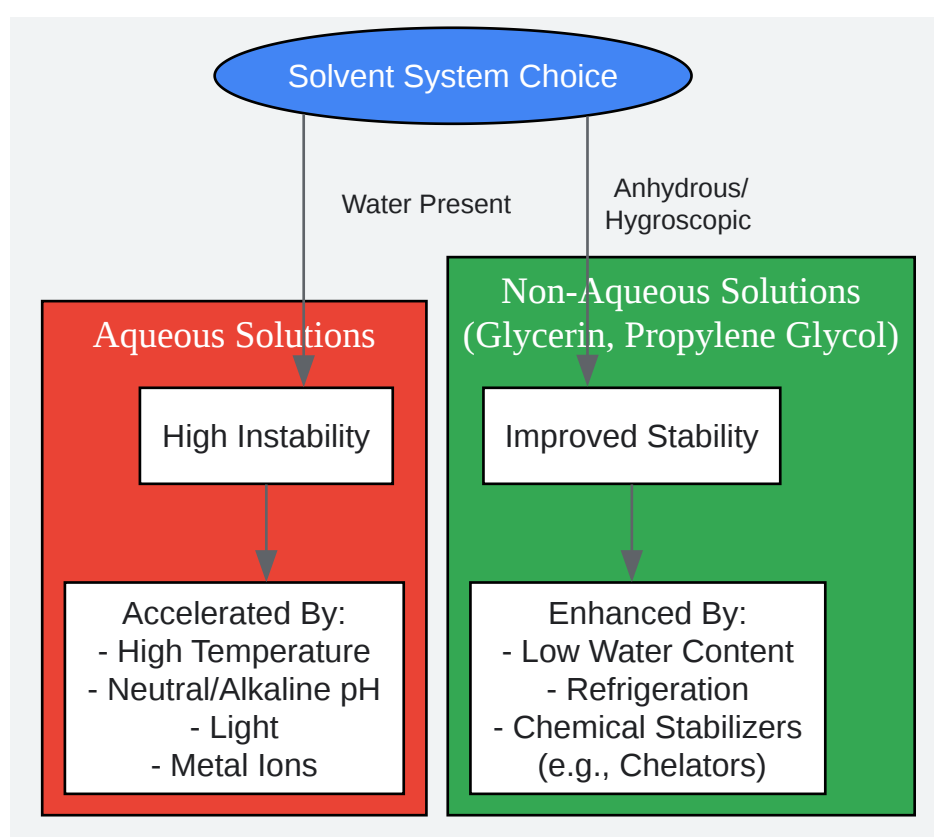 Solvent System Choice
Water Present
Anhydrous/
Hygroscopic
Aqueous Solutions
High Instability
Accelerated By:
- High Temperature
- Neutral/Alkaline pH
- Light
- Metal Ions
Non-Aqueous Solutions
(Glycerin, Propylene Glycol)
Improved Stability
Enhanced By:
- Low Water Content
- Refrigeration
- Chemical Stabilizers
(e.g., Chelators)